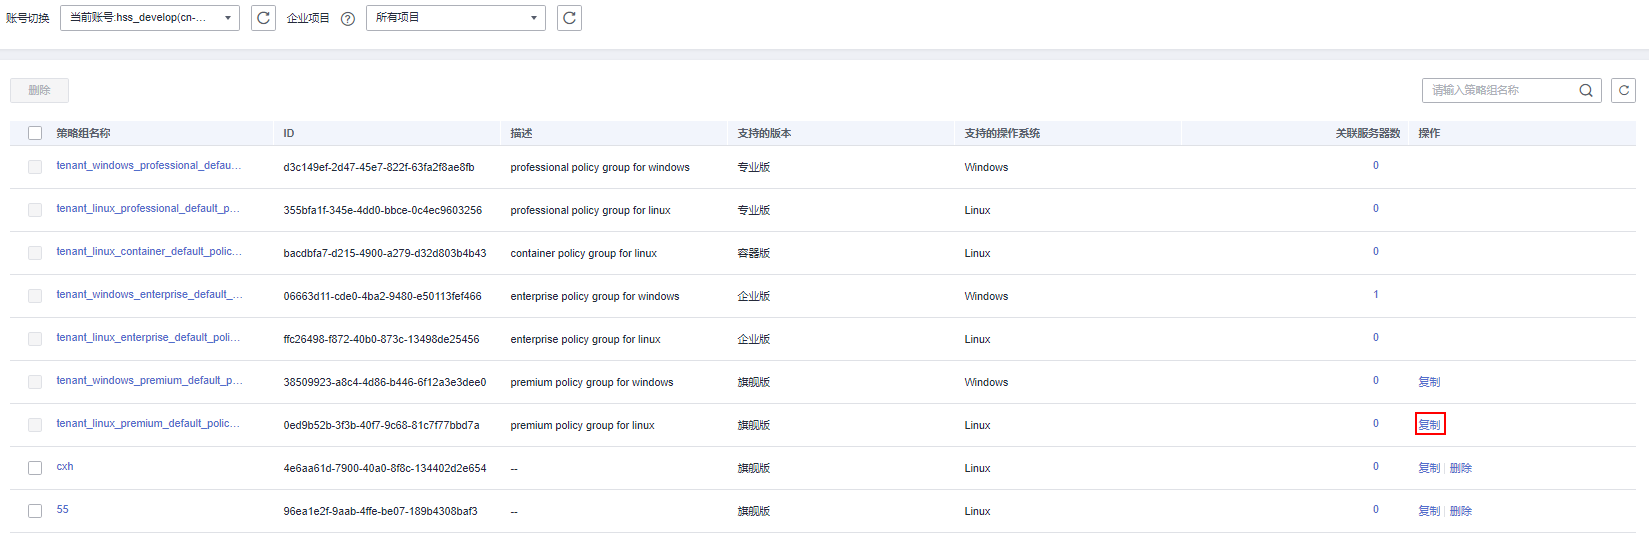 账号切换 当前账号:hss_develop(cn-... 企业项目 ? 所有项目
删除 请输入策略组名称
策略组名称 ID 描述 支持的版本 支持的操作系统 关联服务器数 操作
tenant_windows_professional_defau... d3c149ef-2d47-45e7-822f-63fa2f8ae8fb professional policy group for windows 专业版 Windows 0
tenant_linux_professional_default_p... 355bfa1f-345e-4dd0-bbce-0c4ec9603256 professional policy group for linux 专业版 Linux 0
tenant_linux_container_default_polic... bacdbfa7-d215-4900-a279-d32d803b4b43 container policy group for linux 容器版 Linux 0
tenant_windows_enterprise_default_... 06663d11-cde0-4ba2-9480-e50113fef466 enterprise policy group for windows 企业版 Windows 1
tenant_linux_enterprise_default_poli... ffc26498-f872-40b0-873c-13498de25456 enterprise policy group for linux 企业版 Linux 0
tenant_windows_premium_default_p... 38509923-a8c4-4d86-b446-6f12a3e3dee0 premium policy group for windows 旗舰版 Windows 0 复制
tenant_linux_premium_default_polic... 0ed9b52b-3f3b-40f7-9c68-81c7f77bbd7a premium policy group for linux 旗舰版 Linux 0 复制
cxh 4e6aa61d-7900-40a0-8f8c-134402d2e654 -- 旗舰版 Linux 0 复制 | 删除
55 96ea1e2f-9aab-4ffe-be07-189b4308baf3 -- 旗舰版 Linux 0 复制 | 删除